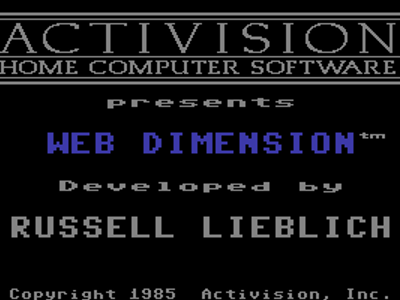 ACTIVISION
HOME COMPUTER SOFTWARE
presents
WEB DIMENSION™
Developed by
RUSSELL LIEBLICH
Copyright 1985 Activision, Inc.